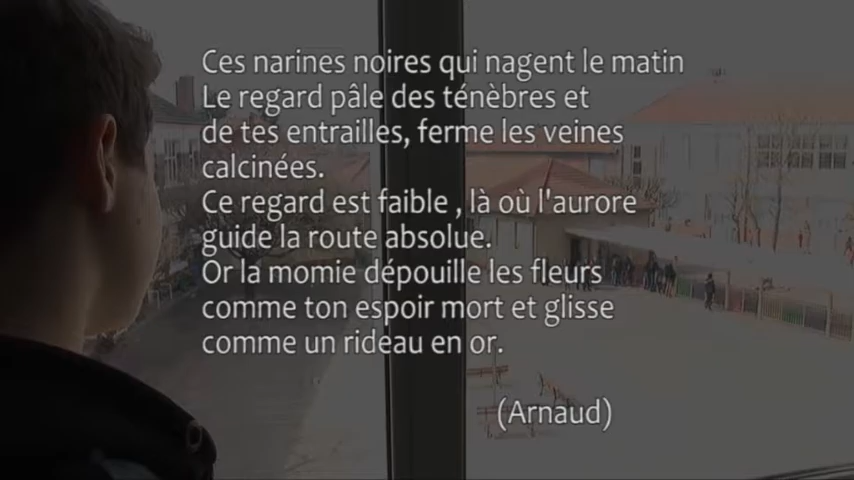 Ces narines noires qui nagent le matin
Le regard pâle des ténèbres et
de tes entrailles, ferme les veines
calcinées.
Ce regard est faible , là où l'aurore
guide la route absolue.
Or la momie dépouille les fleurs
comme ton espoir mort et glisse
comme un rideau en or.
(Arnaud)